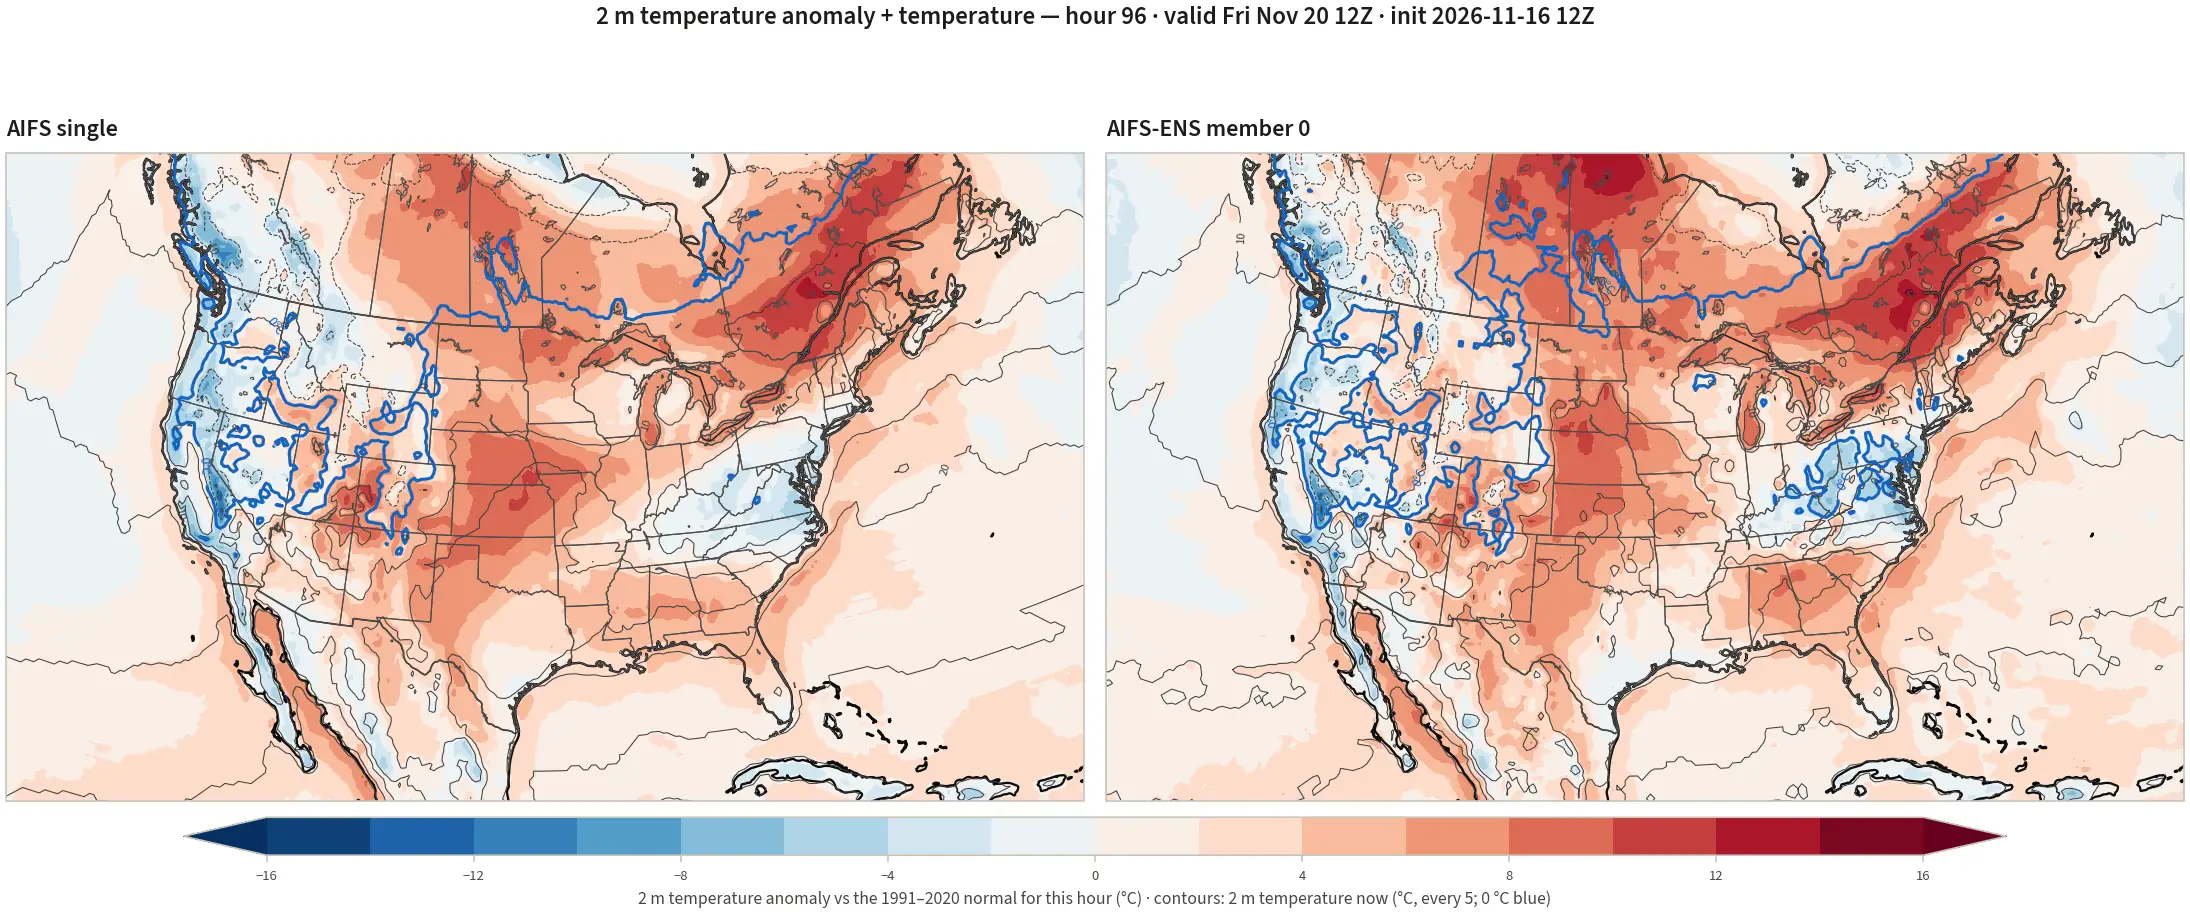 2 m temperature anomaly + temperature — hour 96 · valid Fri Nov 20 12Z · init 2026-11-16 12Z
AIFS single
AIFS-ENS member 0
−16 −12 −8 −4 0 4 8 12 16
2 m temperature anomaly vs the 1991–2020 normal for this hour (°C) · contours: 2 m temperature now (°C, every 5; 0 °C blue)